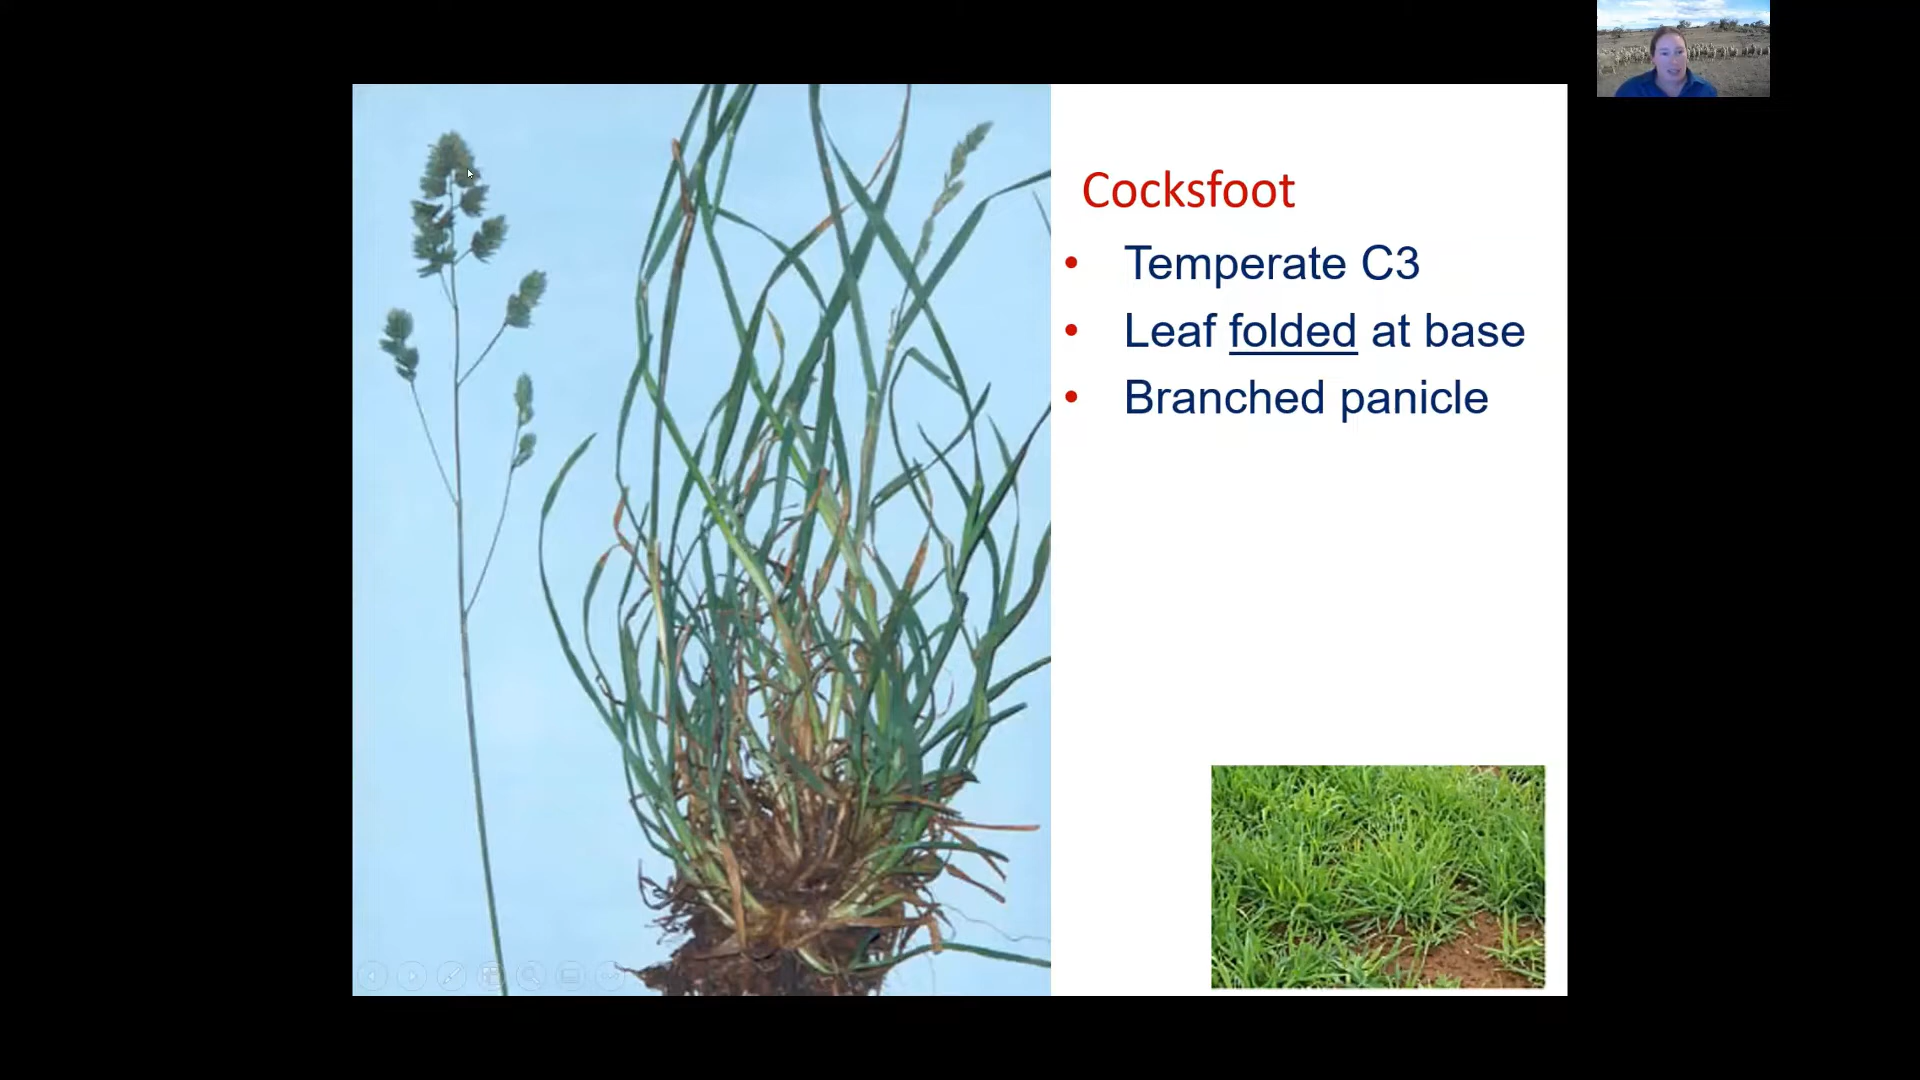 Cocksfoot
• Temperate C3
• Leaf folded at base
• Branched panicle